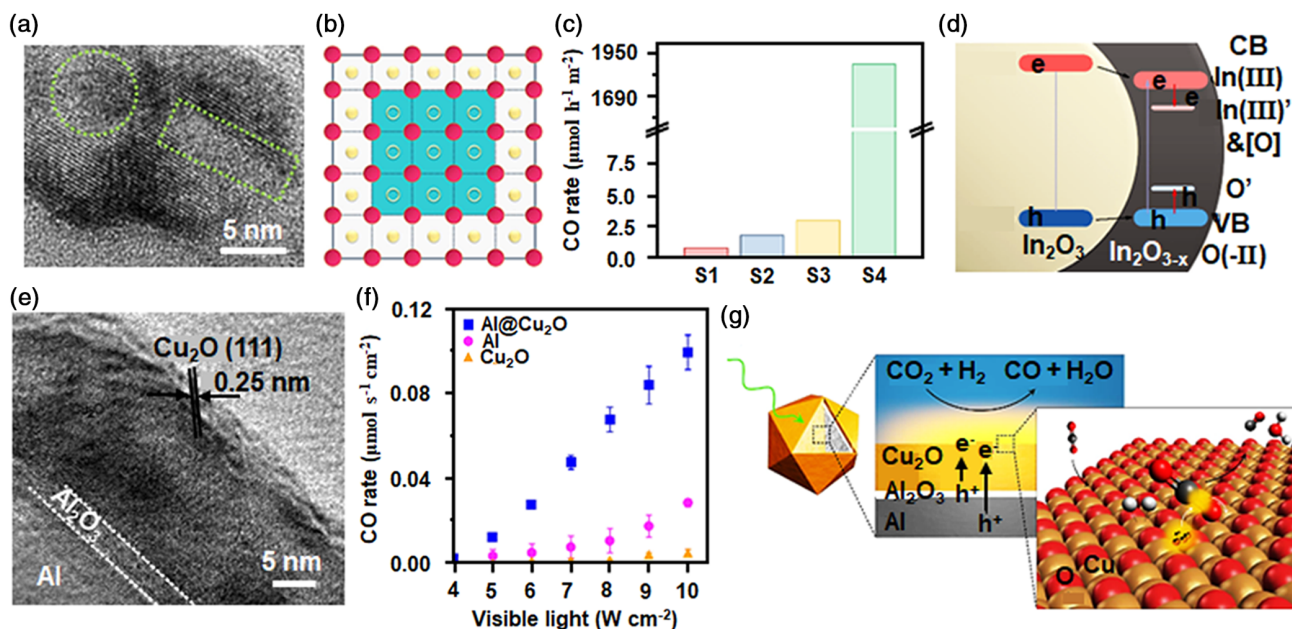 (a)
5 nm
(b)
(c)
CO rate (μmol h⁻¹ m⁻²)
1950
1690
7.5
5.0
2.5
0.0
S1 S2 S3 S4
(d)
CB
e e In(III)
e In(III)'
&[O]
h O'
h h VB
In₂O₃ In₂O₃₋ₓ O(-II)
(e)
Cu₂O (111)
0.25 nm
Al₂O₃
Al
5 nm
(f)
CO rate (μmol s⁻¹ cm⁻²)
0.12
0.08
0.04
0.00
Al@Cu₂O
Al
Cu₂O
4 5 6 7 8 9 10
Visible light (W cm⁻²)
(g)
CO₂ + H₂ CO + H₂O
Cu₂O e⁻ e⁻
Al₂O₃ h⁺
Al h⁺
O Cu